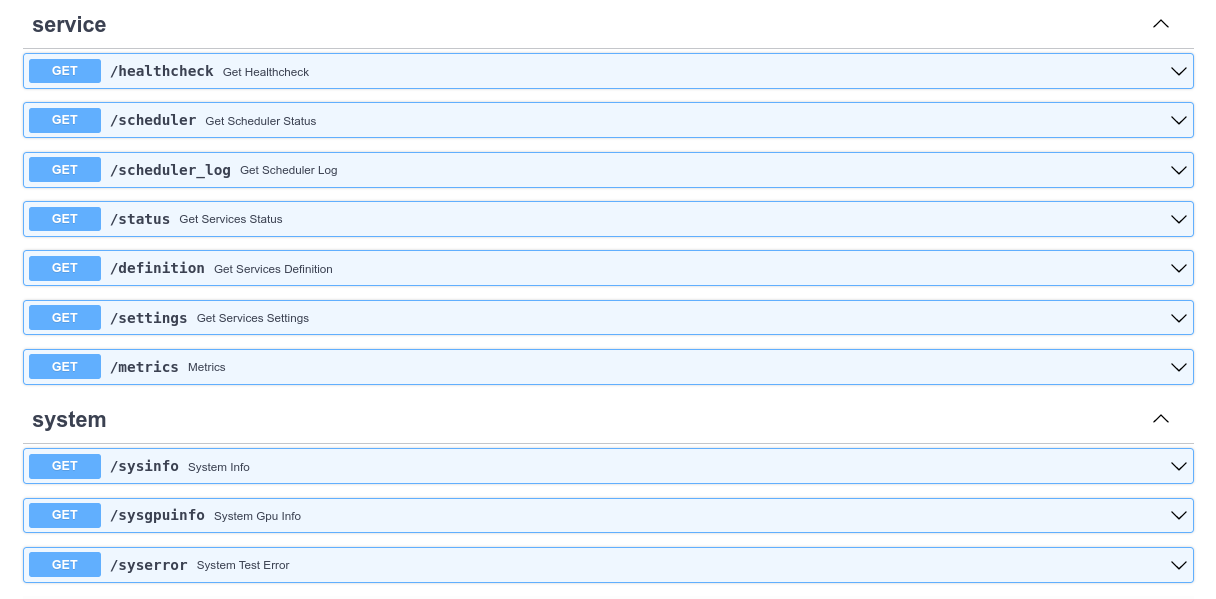 service
GET /healthcheck Get Healthcheck
GET /scheduler Get Scheduler Status
GET /scheduler_log Get Scheduler Log
GET /status Get Services Status
GET /definition Get Services Definition
GET /settings Get Services Settings
GET /metrics Metrics
system
GET /sysinfo System Info
GET /sysgpuinfo System Gpu Info
GET /syserror System Test Error